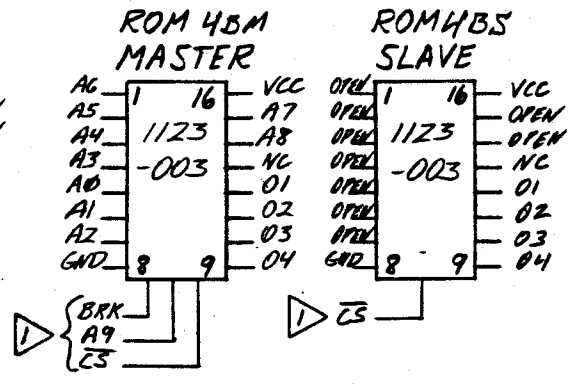 ROM 4BM MASTER
A6 1 16 VCC
A5 A7
A4 1123 A8
A3 -003 NC
A0 O1
A1 O2
A2 O3
GND 8 9 O4
1 BRK
A9
CS
ROM4BS SLAVE
OPEN 1 16 VCC
OPEN OPEN
OPEN 1123 OPEN
OPEN -003 NC
OPEN O1
OPEN O2
OPEN O3
GND 8 9 O4
1 CS